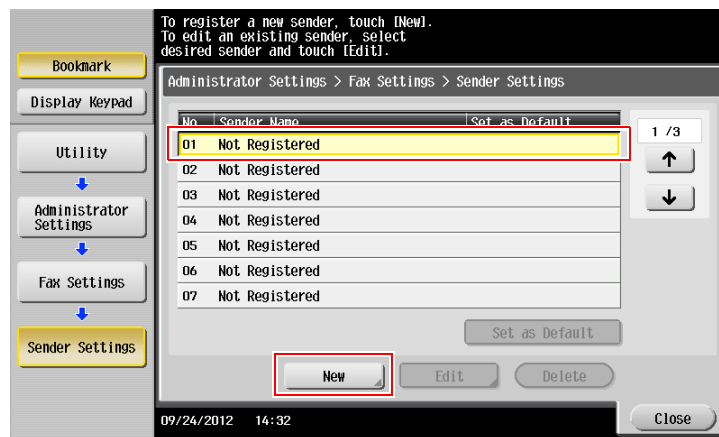 To register a new sender, touch [New].
To edit an existing sender, select
desired sender and touch [Edit].
Bookmark
Display Keypad
Utility
Administrator
Settings
Fax Settings
Sender Settings
Administrator Settings > Fax Settings > Sender Settings
No. Sender Name Set as Default
01 Not Registered
02 Not Registered
03 Not Registered
04 Not Registered
05 Not Registered
06 Not Registered
07 Not Registered
1 /3
↑
↓
Set as Default
New Edit Delete
09/24/2012 14:32
Close